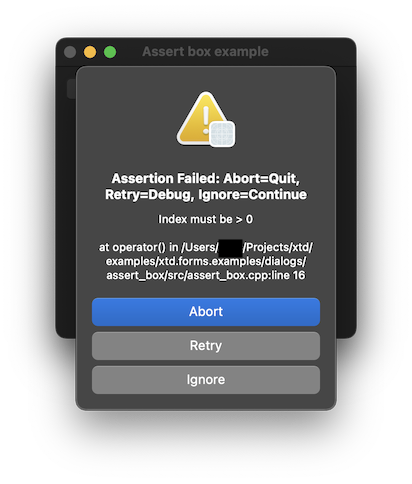 Assert box example
Assertion Failed: Abort=Quit,
Retry=Debug, Ignore=Continue
Index must be > 0
at operator() in /Users/ /Projects/xtd/
examples/xtd.forms.examples/dialogs/
assert_box/src/assert_box.cpp:line 16
Abort
Retry
Ignore